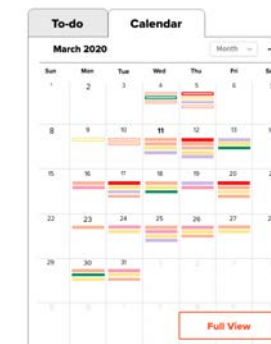 To-do Calendar
March 2020 Month
Sun Mon Tue Wed Thu Fri
2 3 4 5 6
8 9 10 11 12 13
15 16 17 18 19 20
22 23 24 25 26 27
29 30 31
Full View